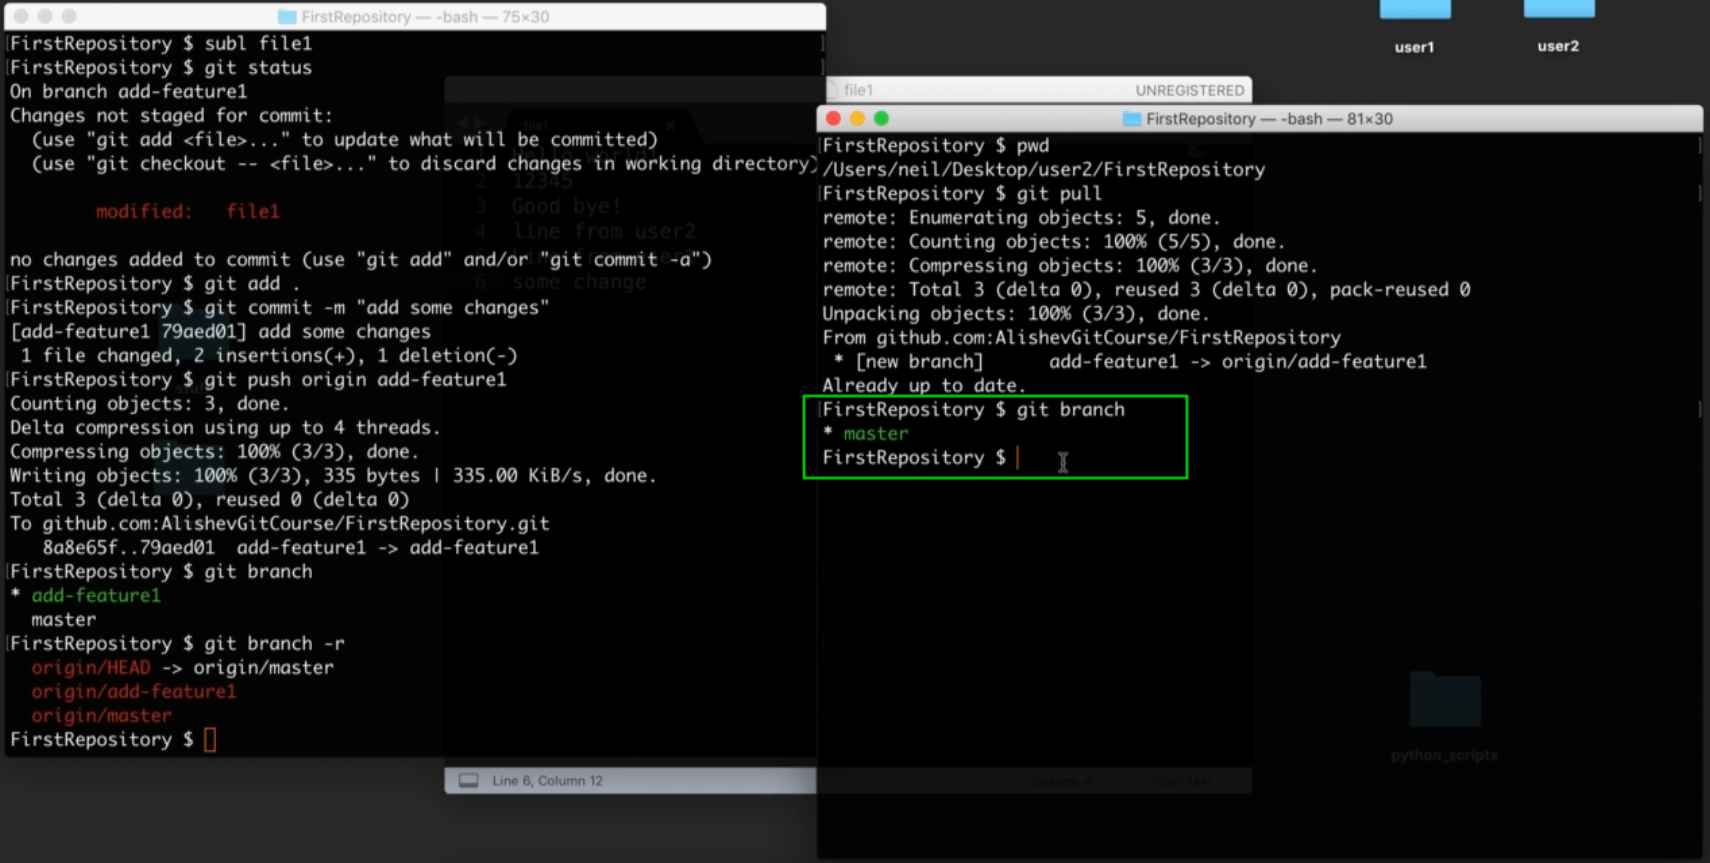 FirstRepository — -bash — 75×30
[FirstRepository $ subl file1
[FirstRepository $ git status
On branch add-feature1
Changes not staged for commit:
  (use "git add <file>..." to update what will be committed)
  (use "git checkout -- <file>..." to discard changes in working directory)
        modified:   file1
no changes added to commit (use "git add" and/or "git commit -a")
[FirstRepository $ git add .
[FirstRepository $ git commit -m "add some changes"
[add-feature1 79aed01] add some changes
 1 file changed, 2 insertions(+), 1 deletion(-)
[FirstRepository $ git push origin add-feature1
Counting objects: 3, done.
Delta compression using up to 4 threads.
Compressing objects: 100% (3/3), done.
Writing objects: 100% (3/3), 335 bytes | 335.00 KiB/s, done.
Total 3 (delta 0), reused 0 (delta 0)
To github.com:AlishevGitCourse/FirstRepository.git
   8a8e65f..79aed01  add-feature1 -> add-feature1
[FirstRepository $ git branch
* add-feature1
  master
[FirstRepository $ git branch -r
  origin/HEAD -> origin/master
  origin/add-feature1
  origin/master
FirstRepository $
file1
UNREGISTERED
file1
2 12345
3 Good bye!
4 line from user2
6 some change
Line 6, Column 12
Spaces: 4
Plain Text
user1
user2
FirstRepository — -bash — 81×30
[FirstRepository $ pwd ]
/Users/neil/Desktop/user2/FirstRepository
[FirstRepository $ git pull ]
remote: Enumerating objects: 5, done.
remote: Counting objects: 100% (5/5), done.
remote: Compressing objects: 100% (3/3), done.
remote: Total 3 (delta 0), reused 3 (delta 0), pack-reused 0
Unpacking objects: 100% (3/3), done.
From github.com:AlishevGitCourse/FirstRepository
 * [new branch]      add-feature1 -> origin/add-feature1
Already up to date.
[FirstRepository $ git branch ]
* master
FirstRepository $
python_scripts